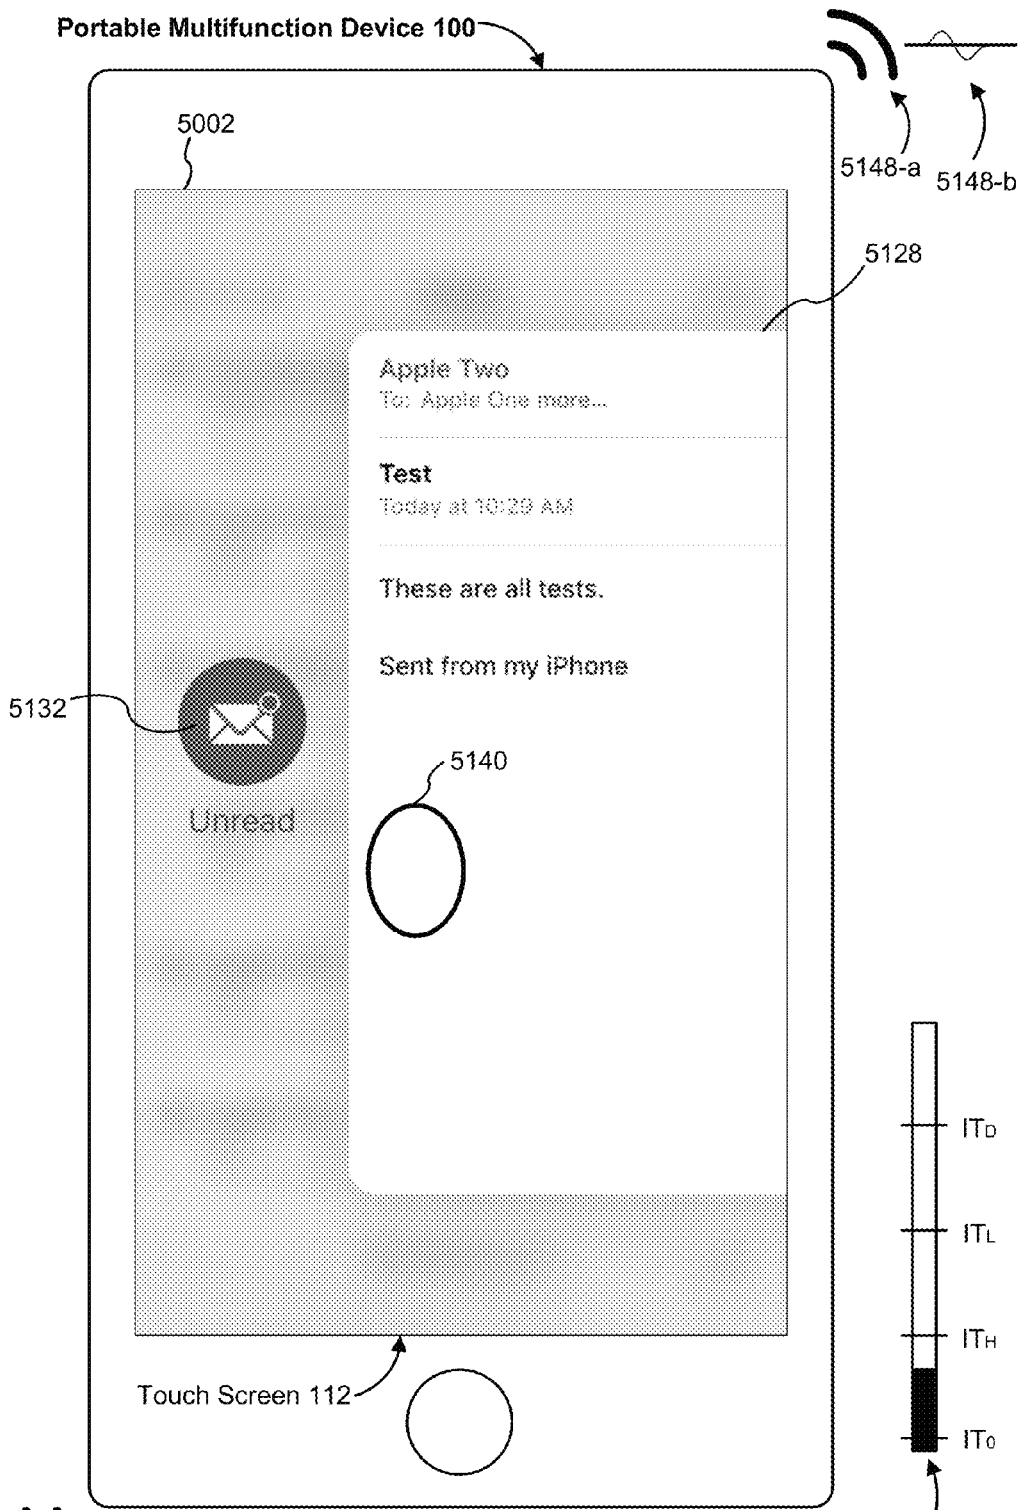 Portable Multifunction Device 100
5002
5148-a
5148-b
5128
Apple Two
To: Apple One more...
Test
Today at 10:29 AM
These are all tests.
Sent from my iPhone
5132
5140
Unread
ITD
ITL
ITH
IT0
Touch Screen 112